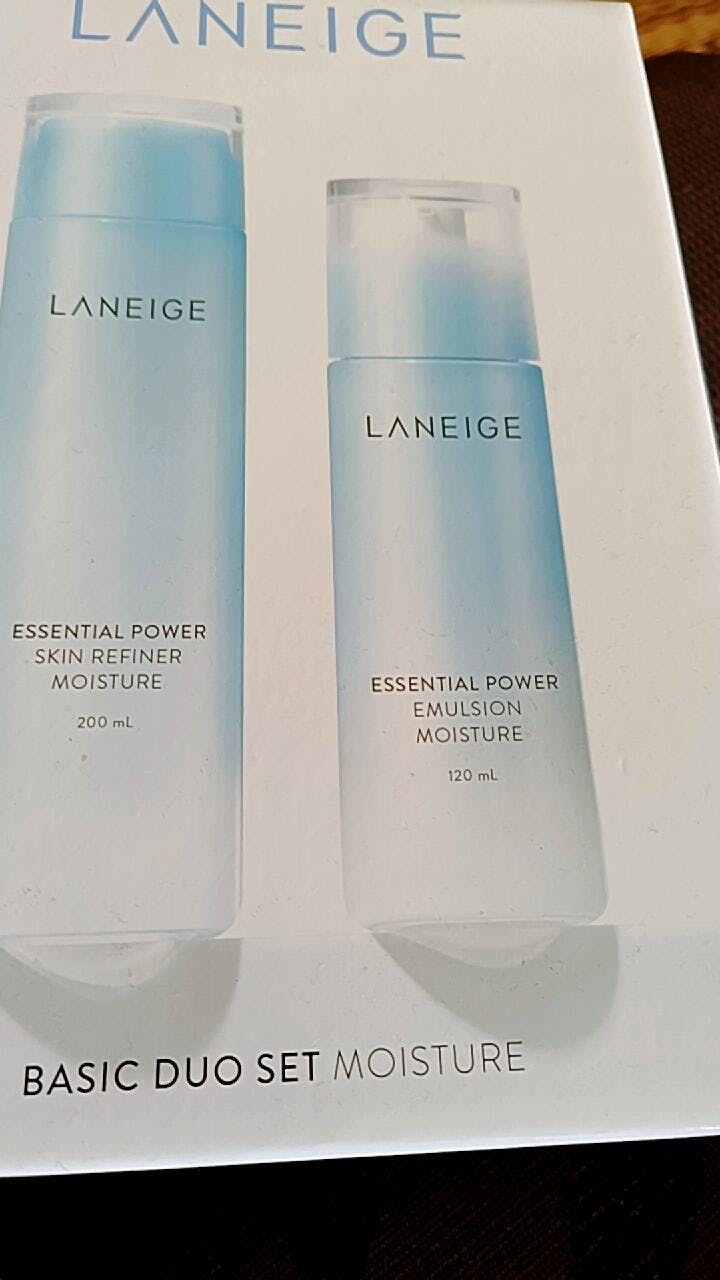 LANEIGE
LANEIGE
ESSENTIAL POWER
SKIN REFINER
MOISTURE
200 mL
LANEIGE
ESSENTIAL POWER
EMULSION
MOISTURE
120 mL
BASIC DUO SET MOISTURE